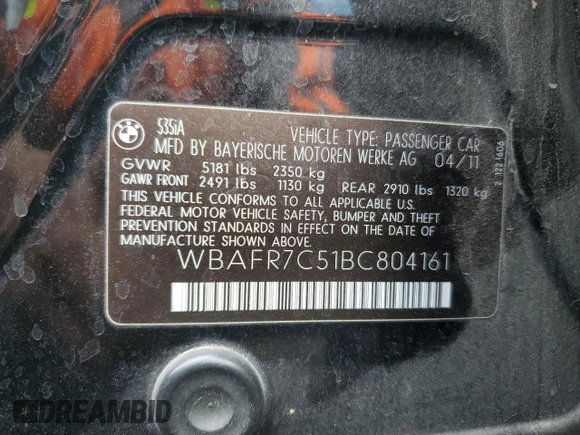 BMW
535iA
VEHICLE TYPE: PASSENGER CAR
MFD BY BAYERISCHE MOTOREN WERKE AG 04/11
GVWR 5181 lbs 2350 kg
GAWR FRONT 2491 lbs 1130 kg REAR 2910 lbs 1320 kg
THIS VEHICLE CONFORMS TO ALL APPLICABLE U.S.
FEDERAL MOTOR VEHICLE SAFETY, BUMPER AND THEFT
PREVENTION STANDARDS IN EFFECT ON THE DATE OF
MANUFACTURE SHOWN ABOVE.
WBAFR7C51BC804161
DREAMBID